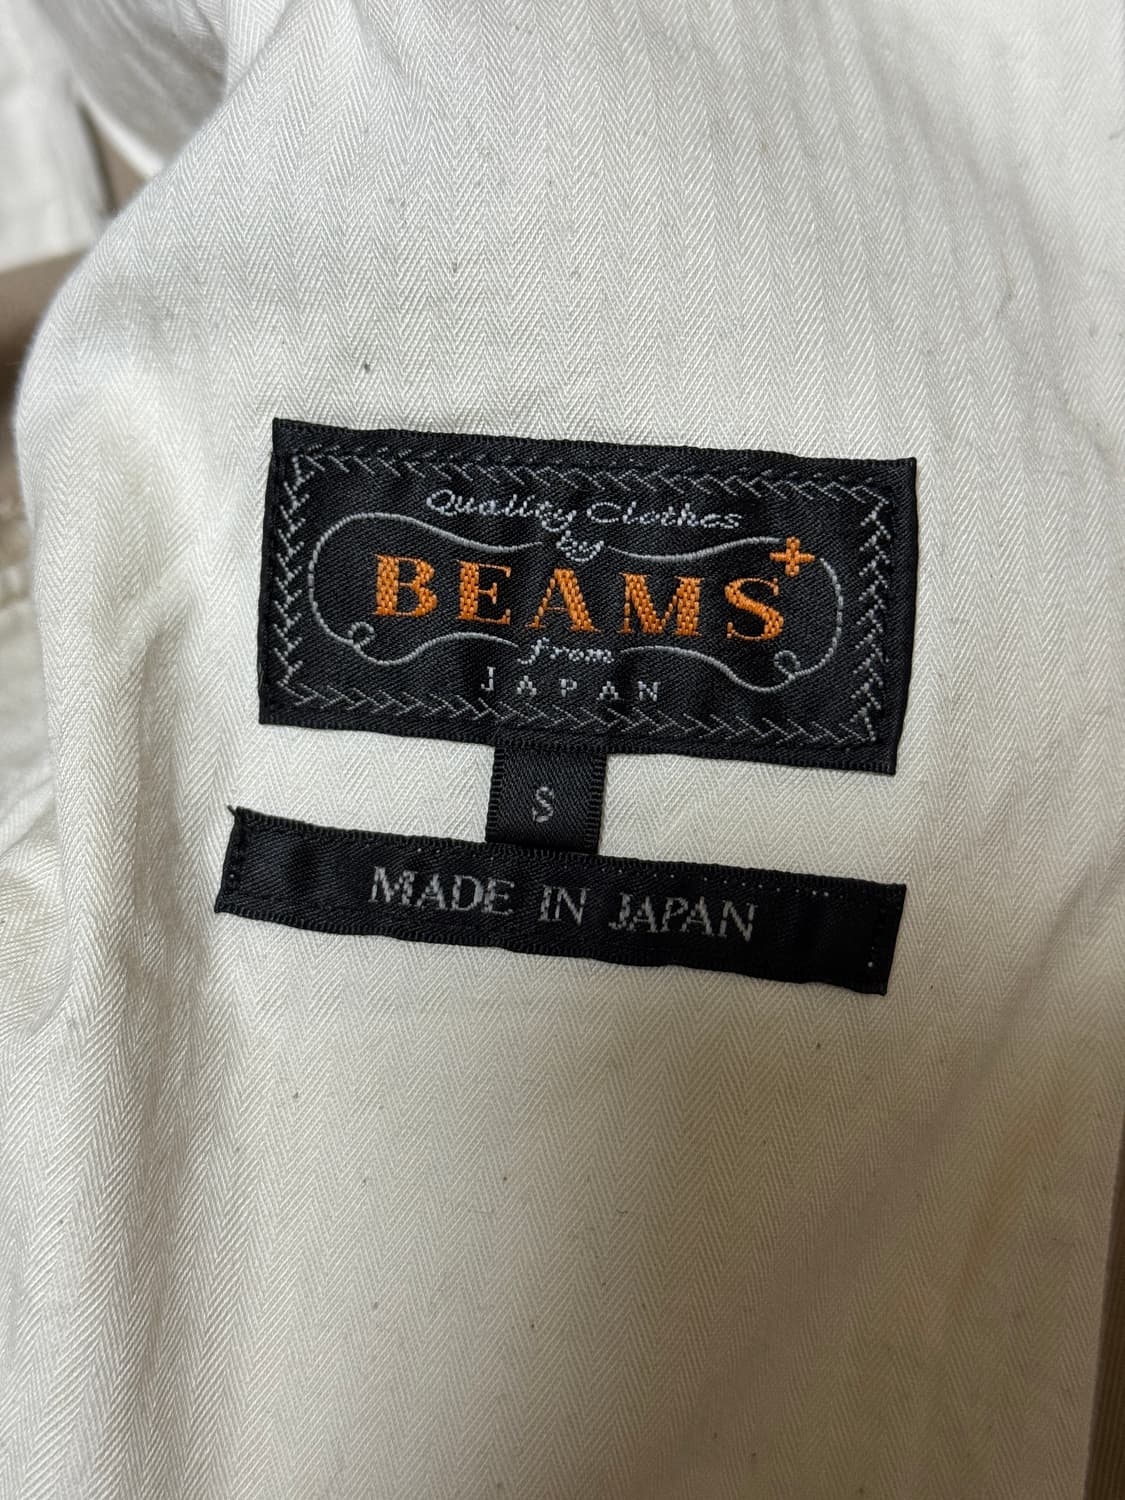 Quality Clothes
by
BEAMS+
from
JAPAN
S
MADE IN JAPAN